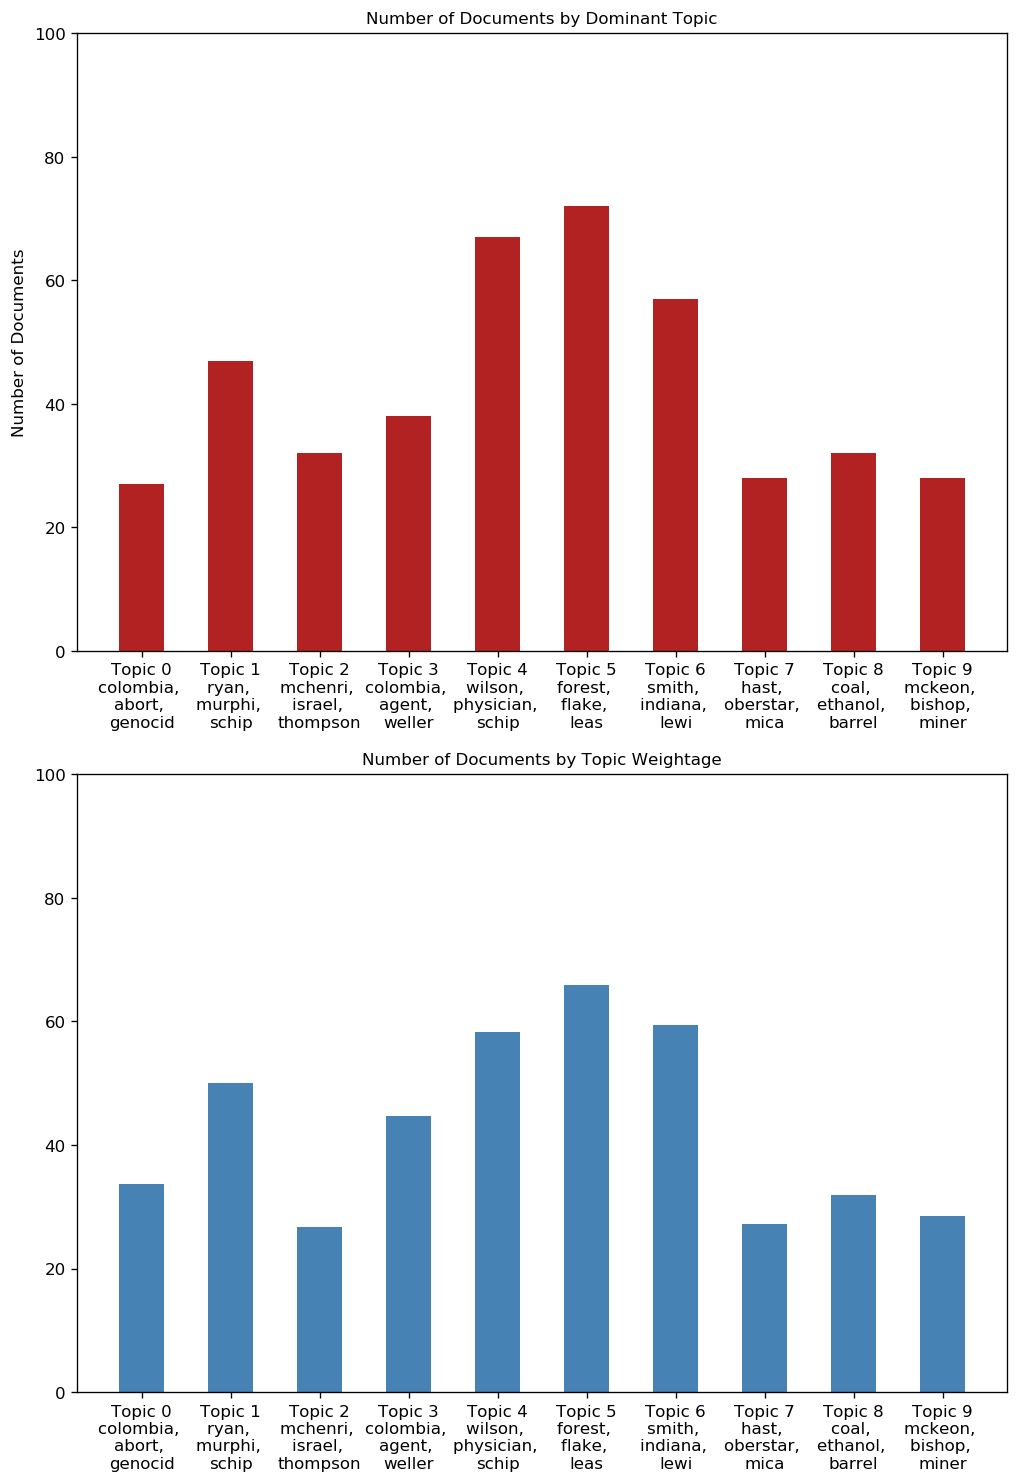 Number of Documents by Dominant Topic
100
80
60
40
20
0
Number of Documents
Topic 0 Topic 1 Topic 2 Topic 3 Topic 4 Topic 5 Topic 6 Topic 7 Topic 8 Topic 9
colombia, ryan, mchenri, colombia, wilson, forest, smith, hast, coal, mckeon,
abort, murphi, israel, agent, physician, flake, indiana, oberstar, ethanol, bishop,
genocid schip thompson weller schip leas lewi mica barrel miner
Number of Documents by Topic Weightage
100
80
60
40
20
0
Topic 0 Topic 1 Topic 2 Topic 3 Topic 4 Topic 5 Topic 6 Topic 7 Topic 8 Topic 9
colombia, ryan, mchenri, colombia, wilson, forest, smith, hast, coal, mckeon,
abort, murphi, israel, agent, physician, flake, indiana, oberstar, ethanol, bishop,
genocid schip thompson weller schip leas lewi mica barrel miner